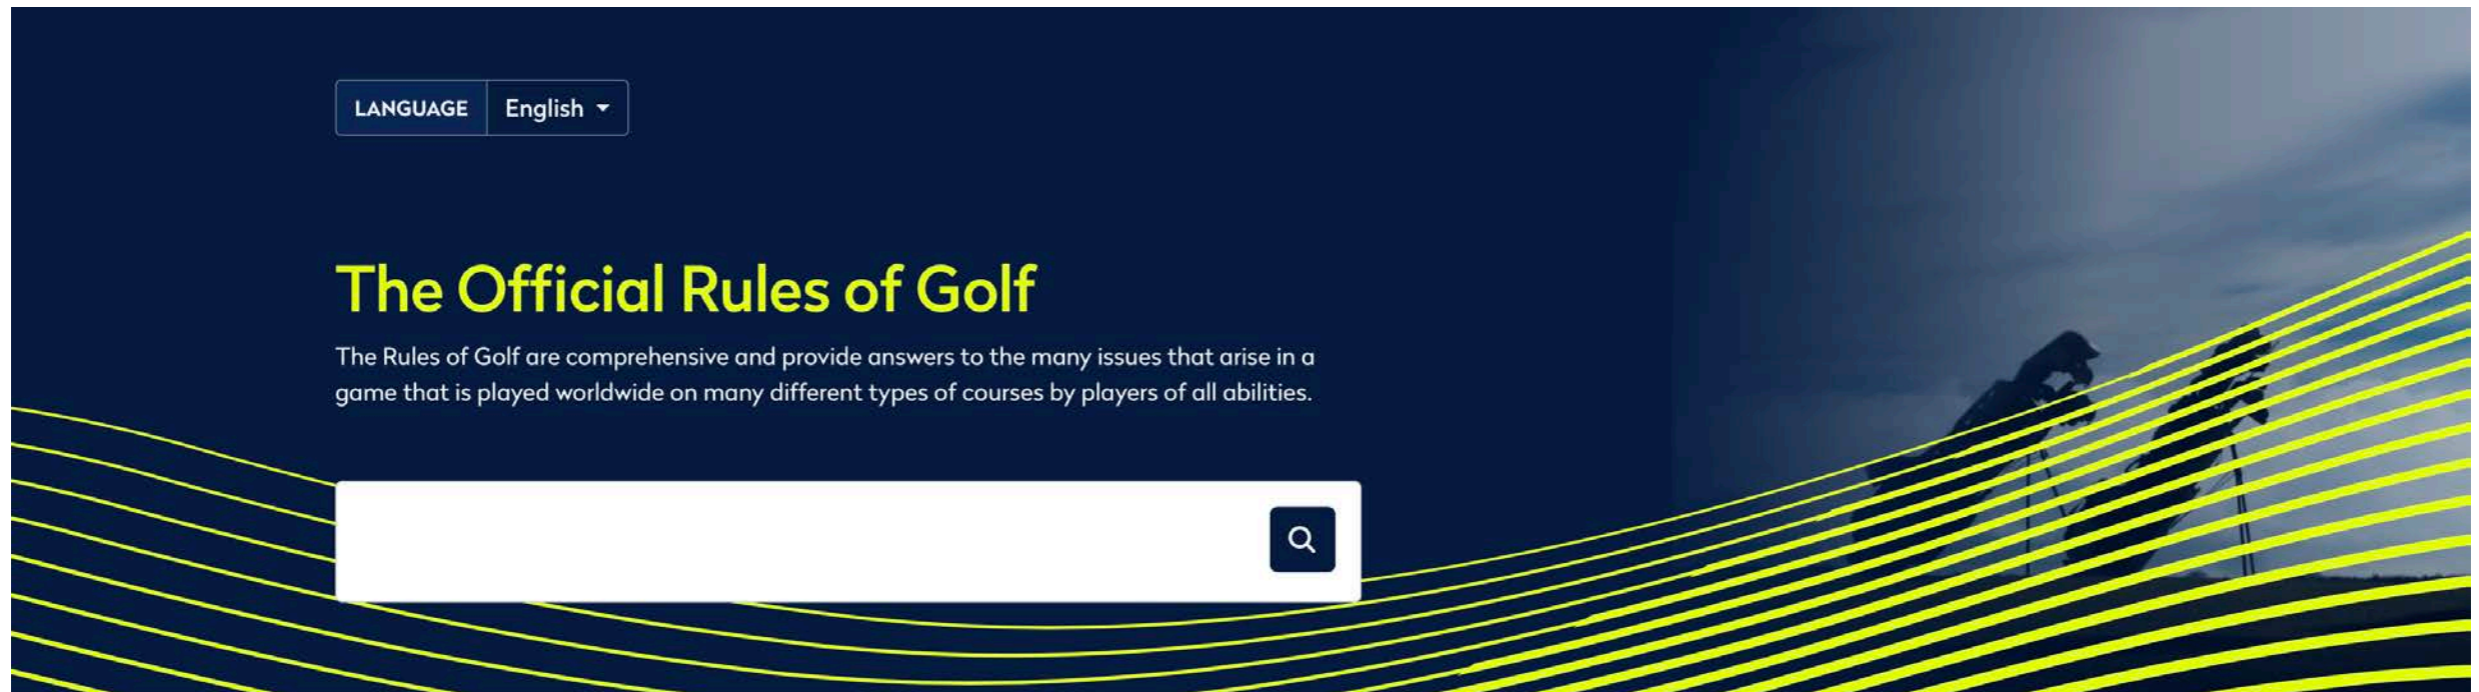 LANGUAGE English
The Official Rules of Golf
The Rules of Golf are comprehensive and provide answers to the many issues that arise in a
game that is played worldwide on many different types of courses by players of all abilities.